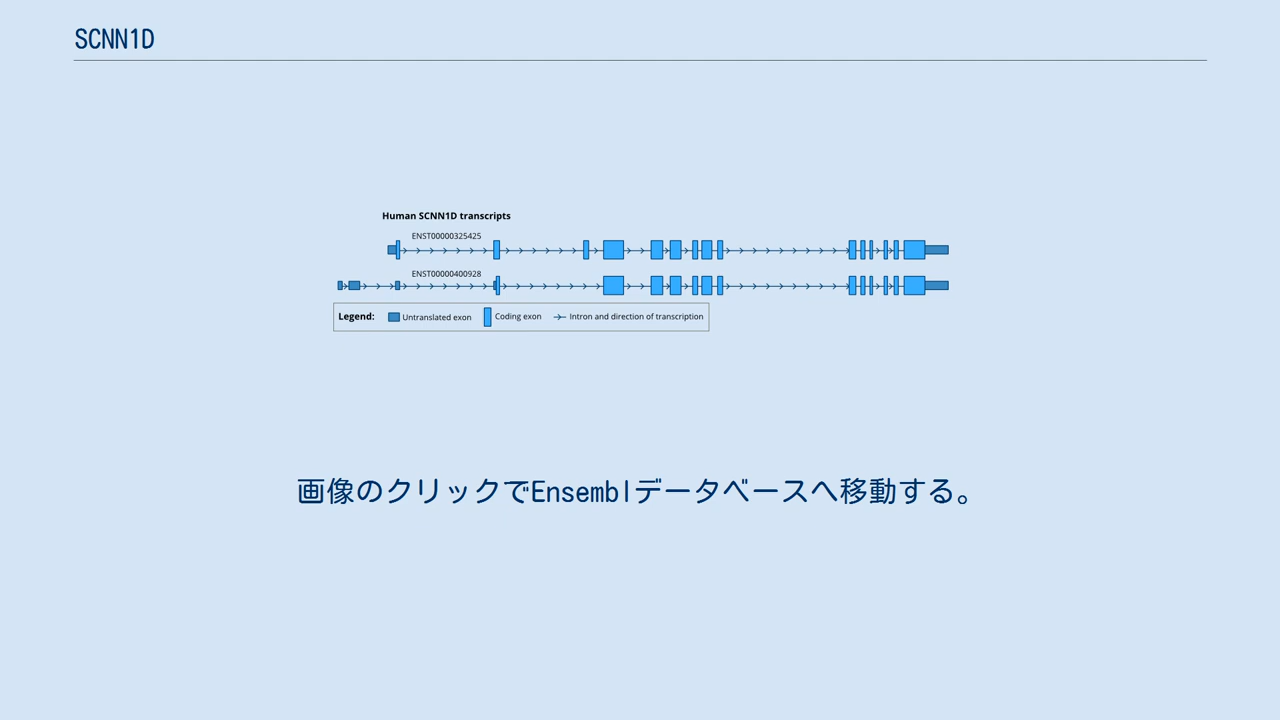 SCNN1D
Human SCNN1D transcripts
ENST00000325425
ENST00000400928
Legend: Untranslated exon Coding exon Intron and direction of transcription
画像のクリックでEnsemblデータベースへ移動する。